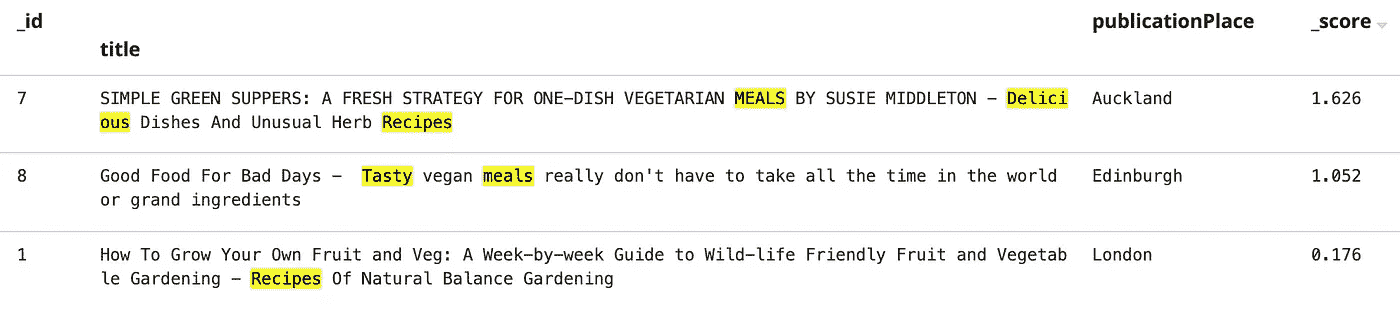 _id title publicationPlace _score
7 SIMPLE GREEN SUPPERS: A FRESH STRATEGY FOR ONE-DISH VEGETARIAN MEALS BY SUSIE MIDDLETON - Delici Auckland 1.626
ous Dishes And Unusual Herb Recipes
8 Good Food For Bad Days -  Tasty vegan meals really don't have to take all the time in the world Edinburgh 1.052
or grand ingredients
1 How To Grow Your Own Fruit and Veg: A Week-by-week Guide to Wild-life Friendly Fruit and Vegetab London 0.176
le Gardening - Recipes Of Natural Balance Gardening